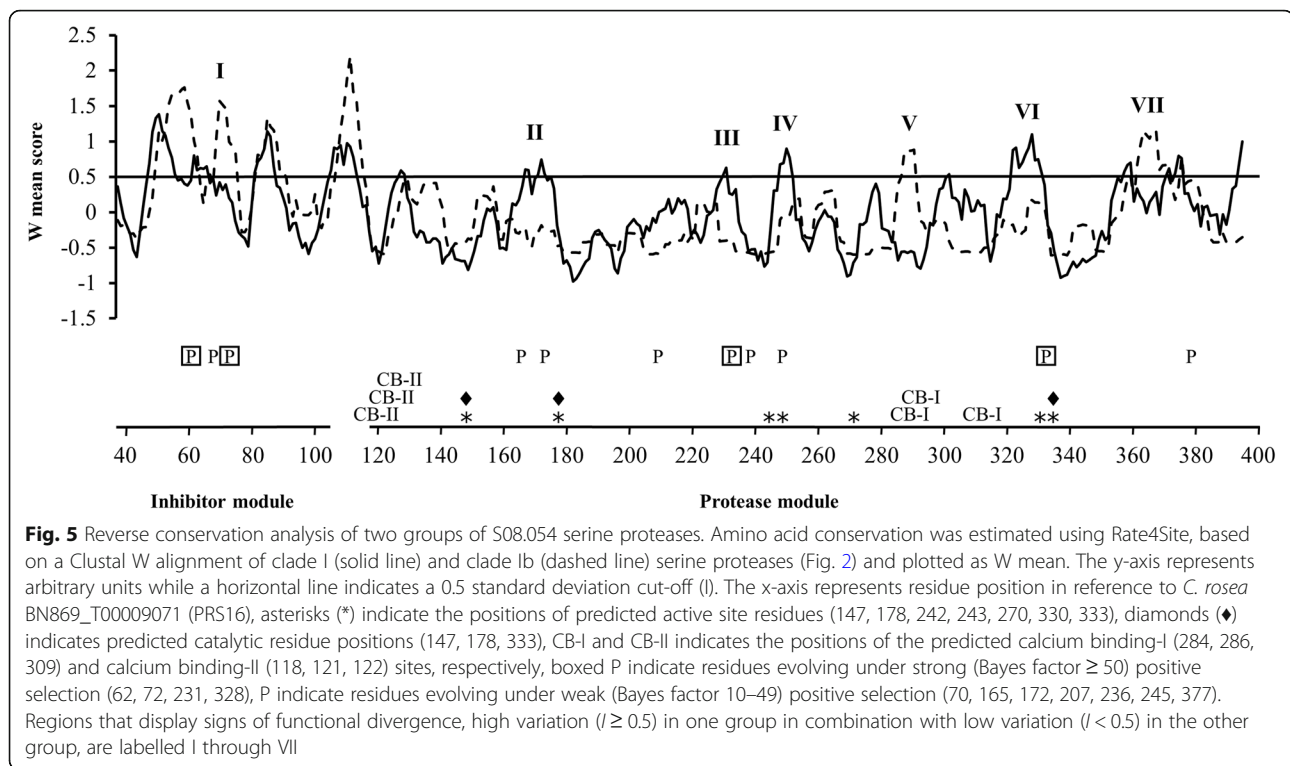 2.5
2
1.5
1
0.5
0
-0.5
-1
-1.5
W mean score
I
II
III
IV
V
VI
VII
P P P P P P P P P P P
CB-II
CB-II ♦ ♦ CB-I ♦
CB-II * * ** * CB-I CB-I **
40 60 80 100 120 140 160 180 200 220 240 260 280 300 320 340 360 380 400
Inhibitor module Protease module
Fig. 5 Reverse conservation analysis of two groups of S08.054 serine proteases. Amino acid conservation was estimated using Rate4Site, based
on a Clustal W alignment of clade I (solid line) and clade Ib (dashed line) serine proteases (Fig. 2) and plotted as W mean. The y-axis represents
arbitrary units while a horizontal line indicates a 0.5 standard deviation cut-off (I). The x-axis represents residue position in reference to C. rosea
BN869_T00009071 (PRS16), asterisks (*) indicate the positions of predicted active site residues (147, 178, 242, 243, 270, 330, 333), diamonds (♦)
indicates predicted catalytic residue positions (147, 178, 333), CB-I and CB-II indicates the positions of the predicted calcium binding-I (284, 286,
309) and calcium binding-II (118, 121, 122) sites, respectively, boxed P indicate residues evolving under strong (Bayes factor ≥ 50) positive
selection (62, 72, 231, 328), P indicate residues evolving under weak (Bayes factor 10–49) positive selection (70, 165, 172, 207, 236, 245, 377).
Regions that display signs of functional divergence, high variation (I ≥ 0.5) in one group in combination with low variation (I < 0.5) in the other
group, are labelled I through VII